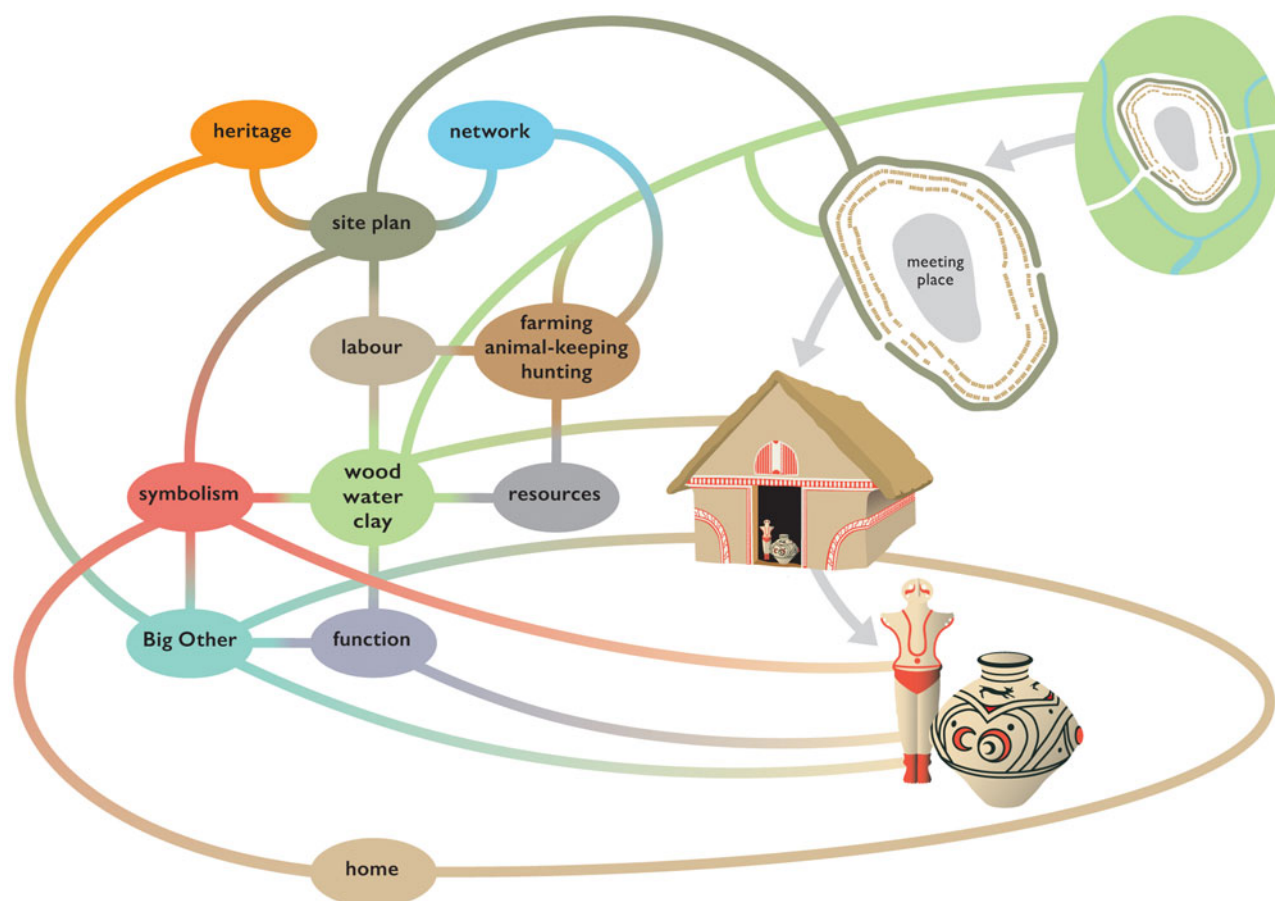 heritage
network
site plan
meeting
place
labour
farming
animal-keeping
hunting
symbolism
wood
water
clay
resources
Big Other
function
home